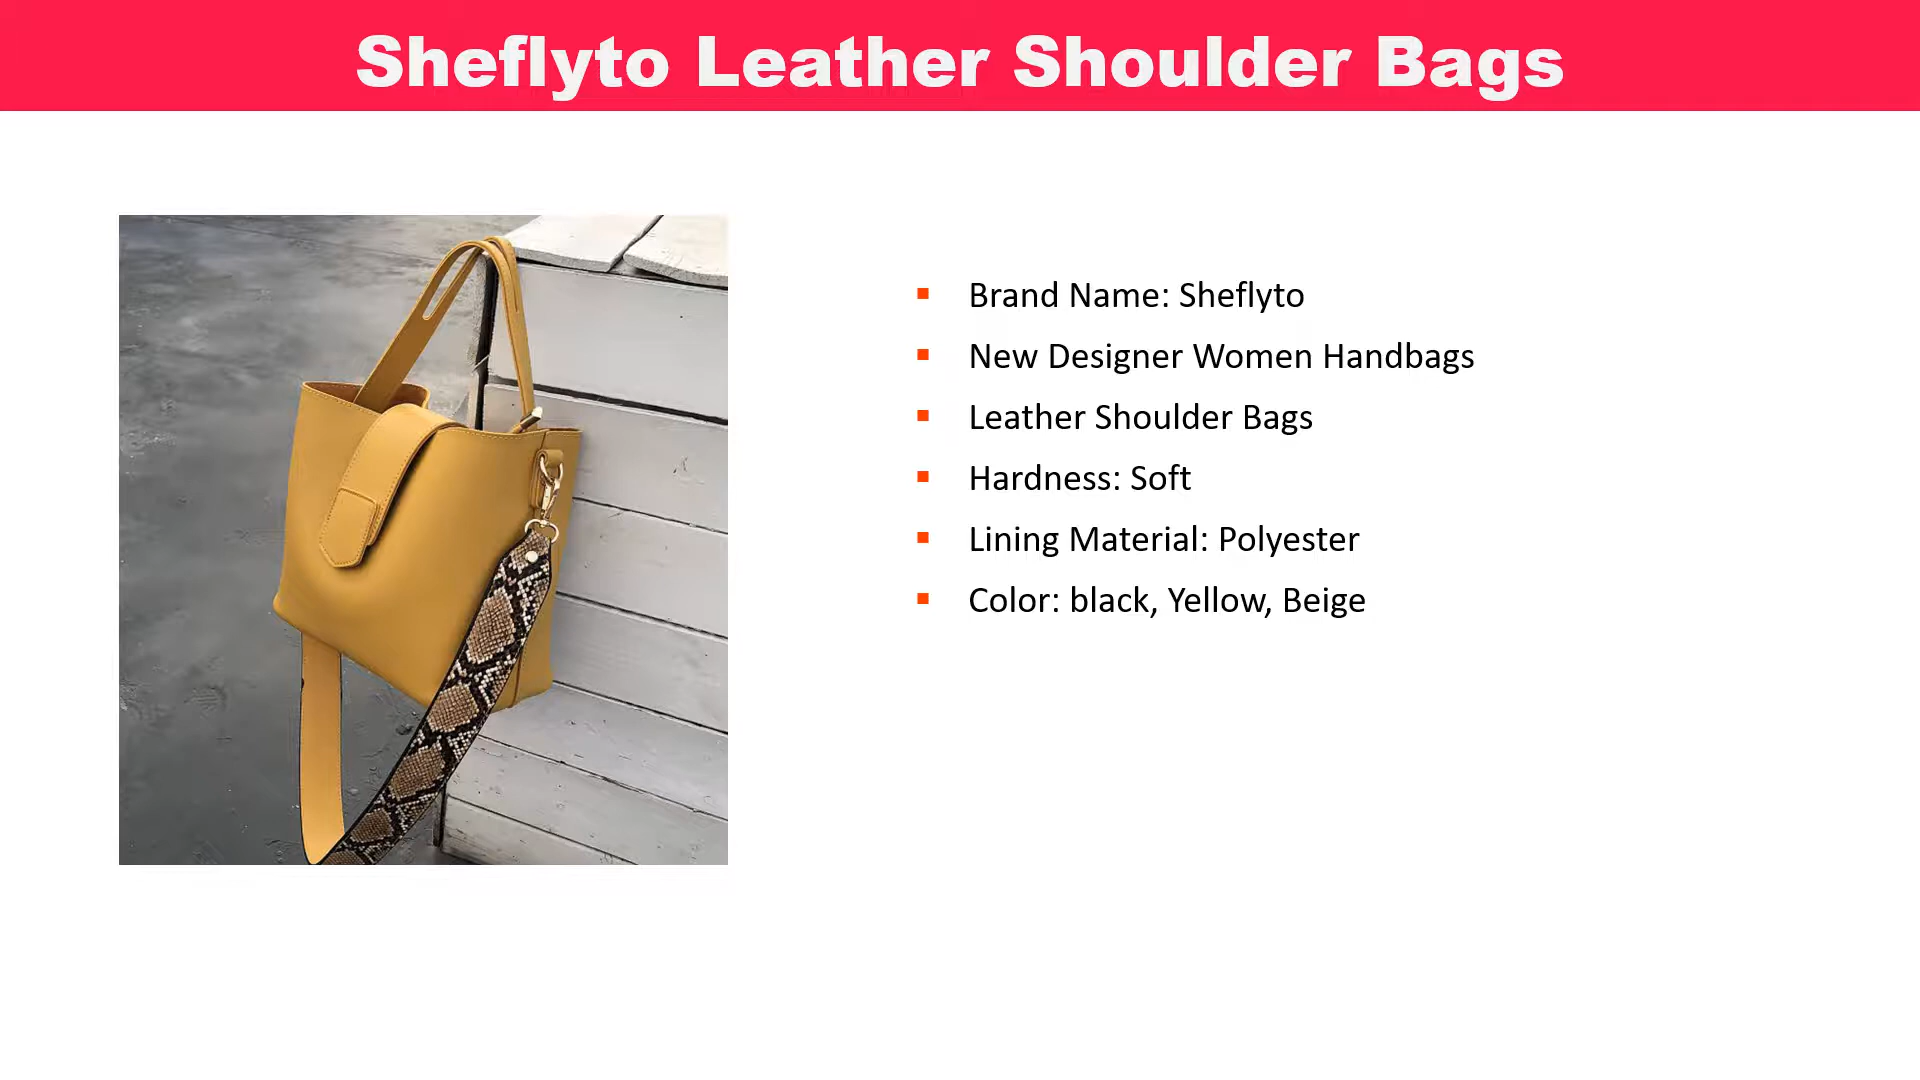 Sheflyto Leather Shoulder Bags
Brand Name: Sheflyto
New Designer Women Handbags
Leather Shoulder Bags
Hardness: Soft
Lining Material: Polyester
Color: black, Yellow, Beige